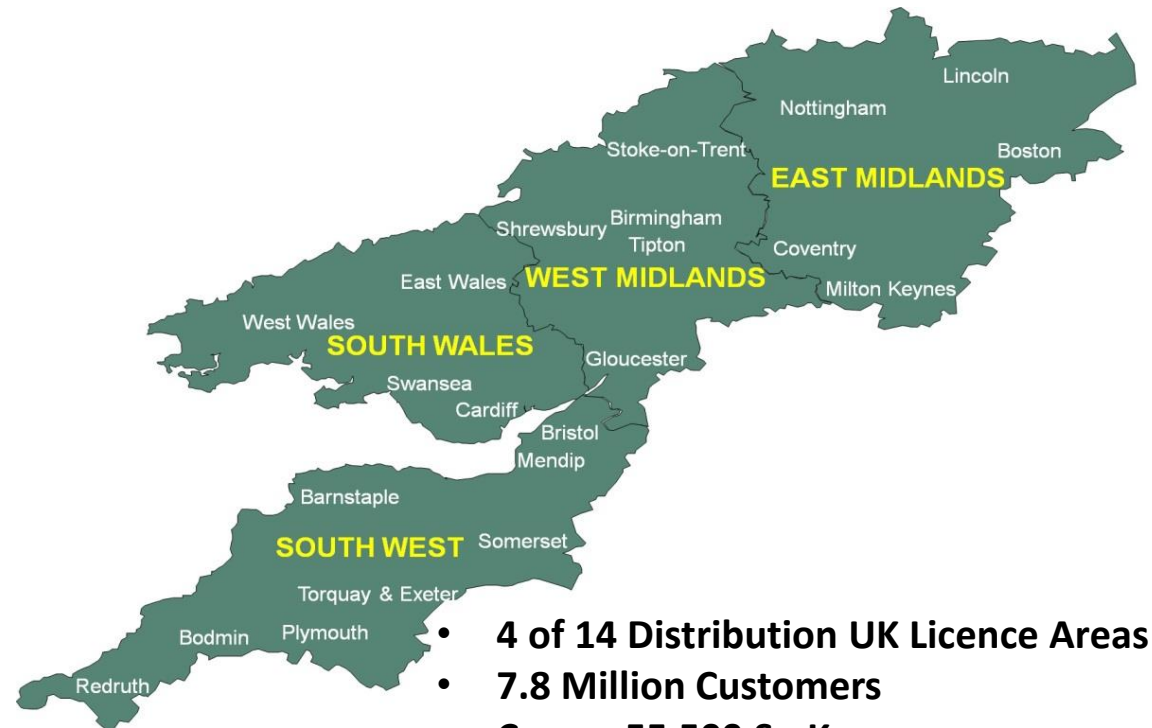 Lincoln
Nottingham
Stoke-on-Trent
Boston
EAST MIDLANDS
Shrewsbury
Birmingham
Tipton
Coventry
East Wales
WEST MIDLANDS
Milton Keynes
West Wales
SOUTH WALES
Gloucester
Swansea
Cardiff
Bristol
Mendip
Barnstaple
SOUTH WEST
Somerset
Torquay & Exeter
Bodmin
Plymouth
Redruth
• 4 of 14 Distribution UK Licence Areas
• 7.8 Million Customers